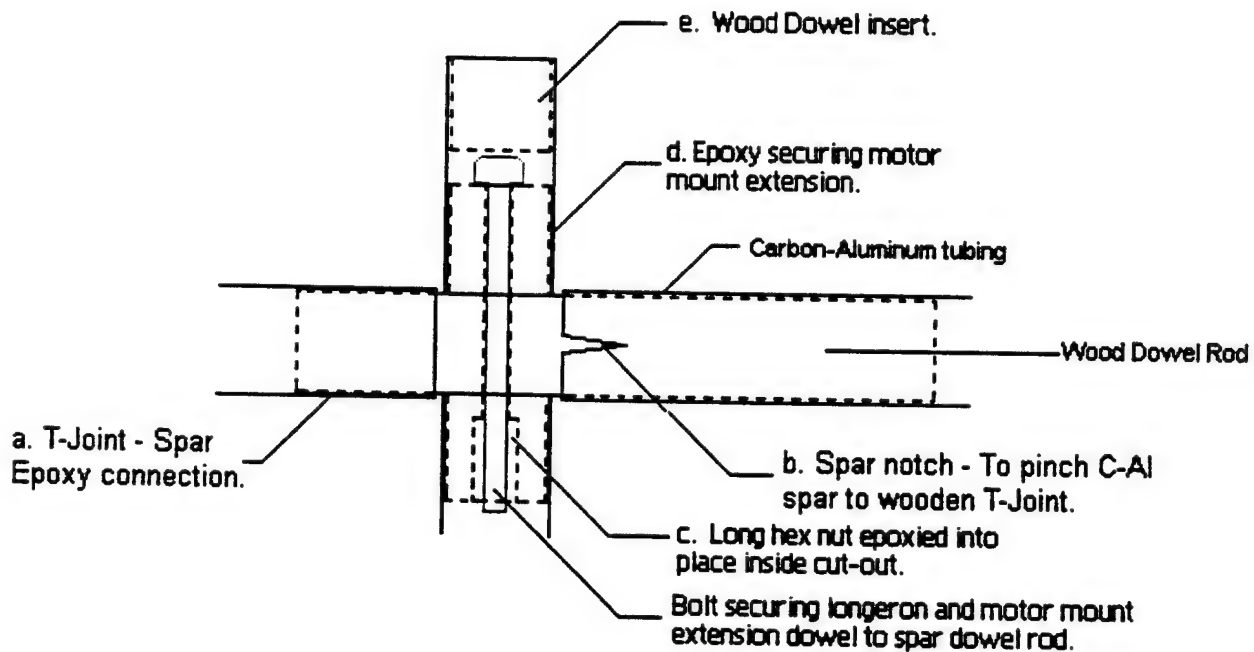 e. Wood Dowel insert.
d. Epoxy securing motor
mount extension.
Carbon-Aluminum tubing
Wood Dowel Rod
a. T-Joint - Spar
Epoxy connection.
b. Spar notch - To pinch C-Al
spar to wooden T-Joint.
c. Long hex nut epoxied into
place inside cut-out.
Bolt securing longeron and motor mount
extension dowel to spar dowel rod.